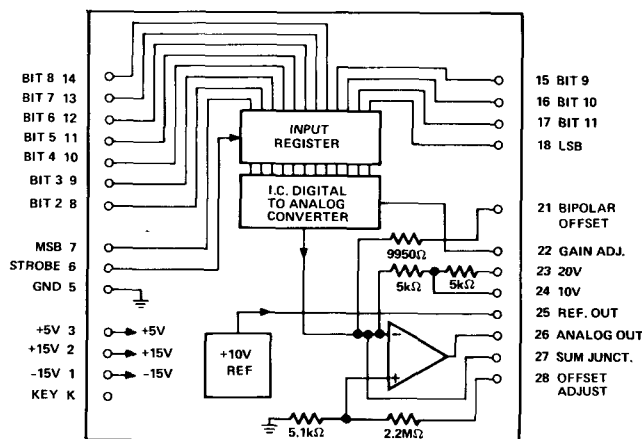 BIT 8 14
BIT 7 13
BIT 6 12
BIT 5 11
BIT 4 10
BIT 3 9
BIT 2 8
MSB 7
STROBE 6
GND 5
+5V 3
+15V 2
-15V 1
KEY K
+5V
+15V
-15V
INPUT
REGISTER
I.C. DIGITAL
TO ANALOG
CONVERTER
9950Ω
5kΩ
5kΩ
+10V
REF
−
+
5.1kΩ
2.2MΩ
15 BIT 9
16 BIT 10
17 BIT 11
18 LSB
21 BIPOLAR
OFFSET
22 GAIN ADJ.
23 20V
24 10V
25 REF. OUT
26 ANALOG OUT
27 SUM JUNCT.
28 OFFSET
ADJUST